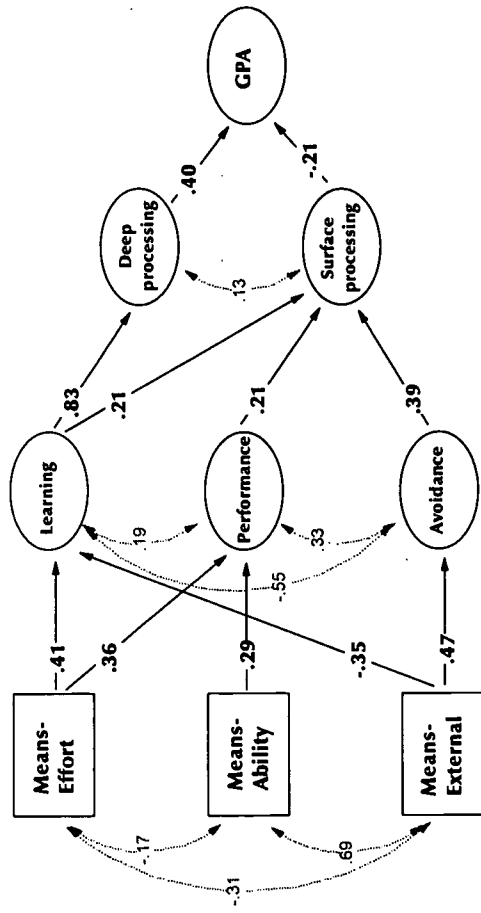 Means-
Effort
Means-
Ability
Means-
External
-.17
.69
-.31
.41
.36
.29
-.35
.47
Learning
Performance
Avoidance
.19
.33
-.55
.83
.21
.21
.39
Deep
processing
Surface
processing
.13
.40
-.21
GPA